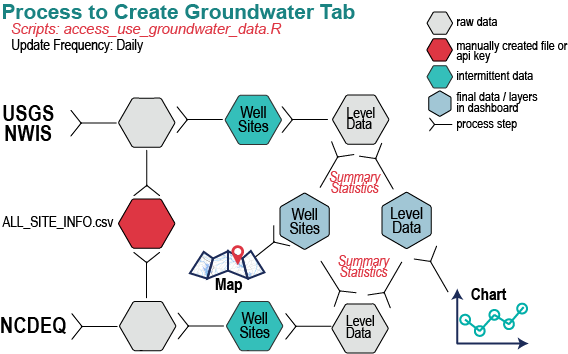 Process to Create Groundwater Tab
Scripts: access_use_groundwater_data.R
Update Frequency: Daily
raw data
manually created file or
api key
intermittent data
final data / layers
in dashboard
process step
USGS
NWIS
Well
Sites
Level
Data
Summary
Statistics
ALL_SITE_INFO.csv
Well
Sites
Level
Data
Map
Summary
Statistics
Chart
NCDEQ
Well
Sites
Level
Data